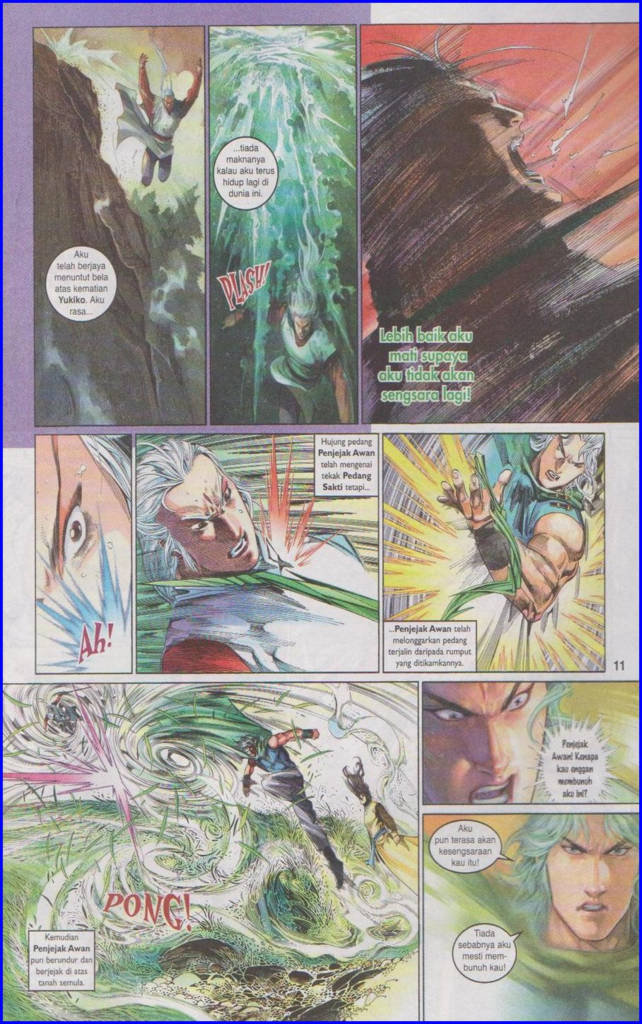 Aku
telah berjaya
menuntut bela
atas kematian
Yukiko. Aku
rasa...
...tiada
maknanya
kalau aku terus
hidup lagi di
dunia ini.
PLASH!
Lebih baik aku
mati supaya
aku tidak akan
sengsara lagi!
Ah!
Hujung pedang
Penjejak Awan
telah mengenai
tekak Pedang
Sakti tetapi...
...Penjejak Awan telah
melonggarkan pedang
terjalin daripada rumput
yang ditikamkannya.
11
PONG!
Kemudian
Penjejak Awan
pun berundur dan
berjejak di atas
tanah semula.
Penjejak
Awan! Kenapa
kau enggan
membunuh
aku ini?
Aku
pun terasa akan
kesengsaraan
kau itu!
Tiada
sebabnya aku
mesti mem-
bunuh kau!